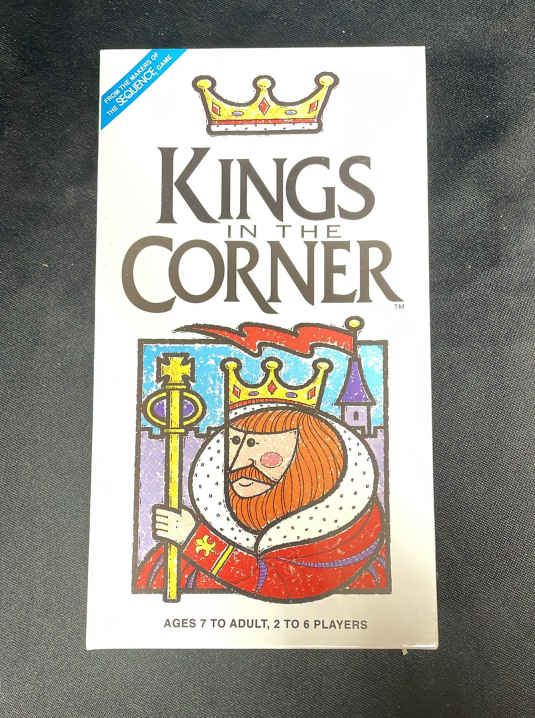 FROM THE MAKERS OF
THE SEQUENCE GAME
KINGS
IN THE
CORNER
TM
AGES 7 TO ADULT, 2 TO 6 PLAYERS